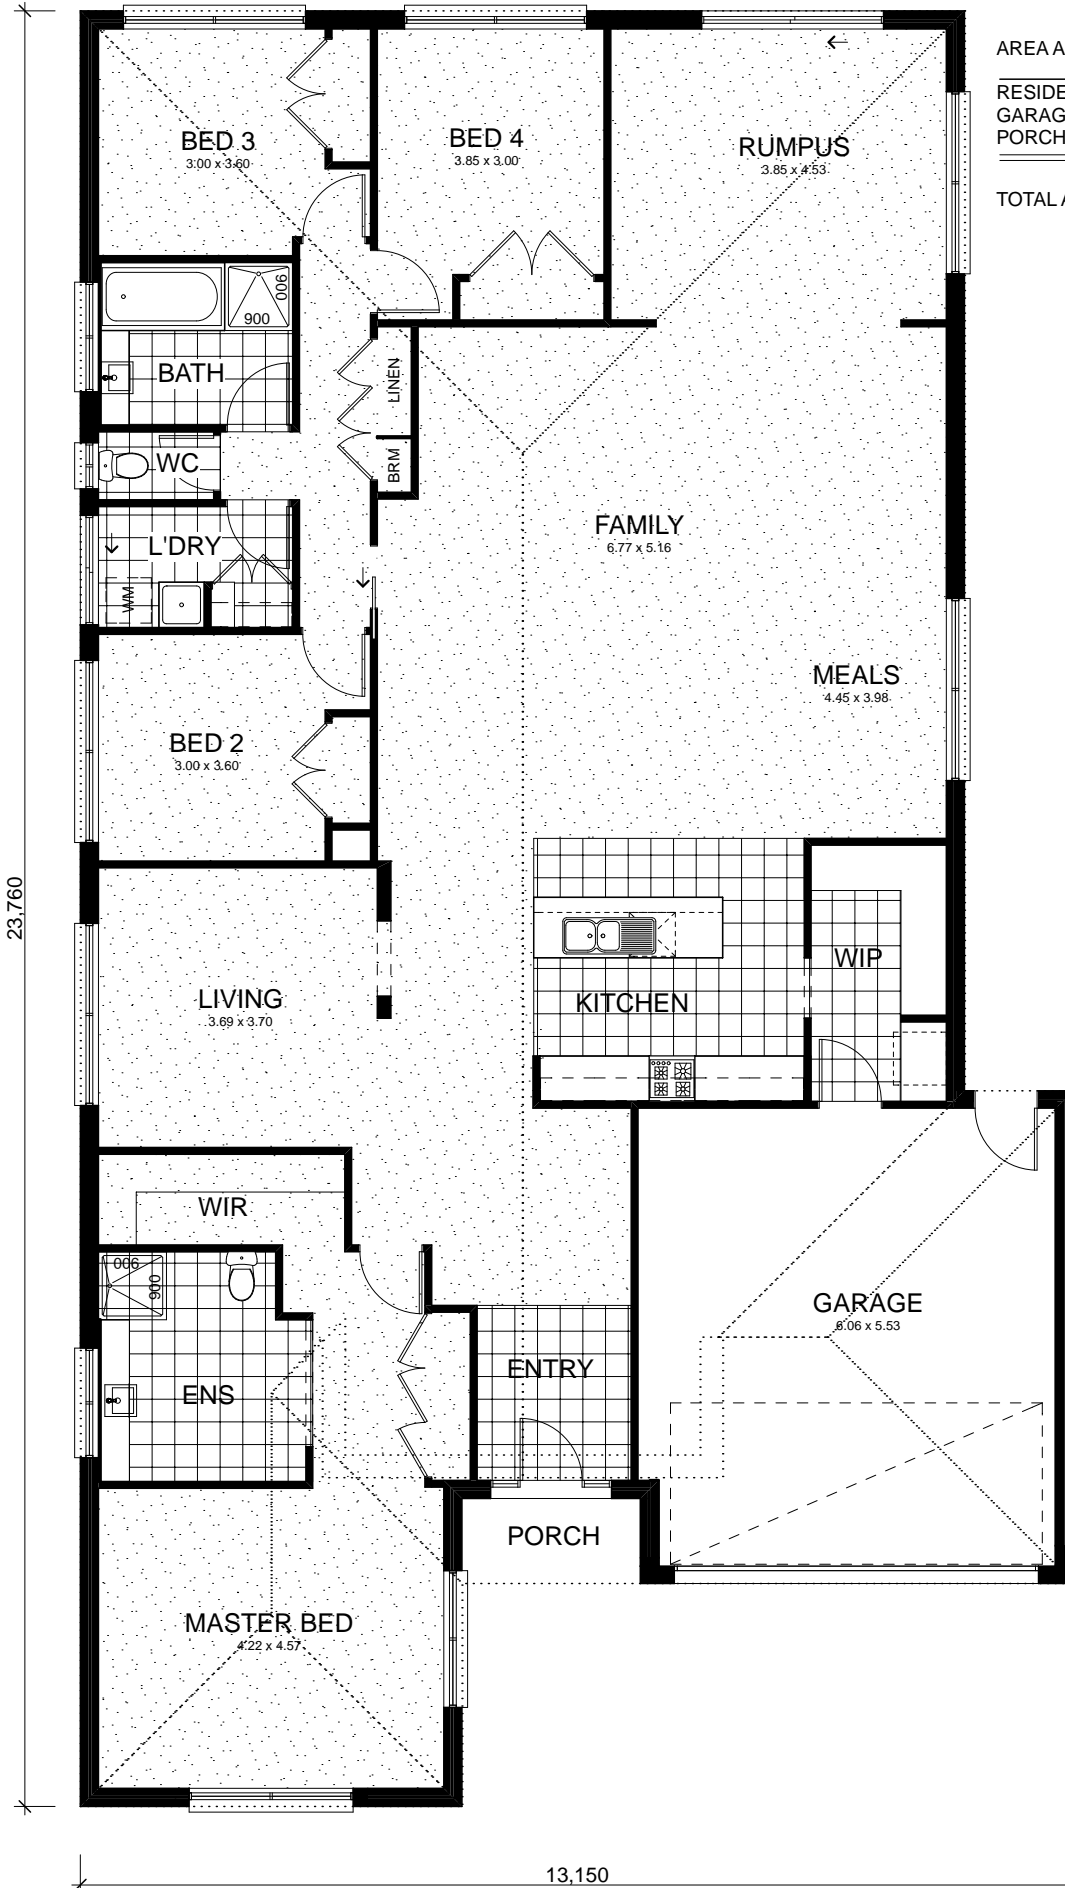 AREA A
RESIDE
GARAG
PORCH
TOTAL A
BED 3
3.00 x 3.60
BED 4
3.85 x 3.00
RUMPUS
3.85 x 4.53
900
900
BATH
LINEN
BRM
WC
L'DRY
WM
FAMILY
6.77 x 5.16
MEALS
4.45 x 3.98
BED 2
3.00 x 3.60
23,760
LIVING
3.69 x 3.70
KITCHEN
WIP
WIR
900
900
ENS
ENTRY
GARAGE
6.06 x 5.53
PORCH
MASTER BED
4.22 x 4.57
13,150